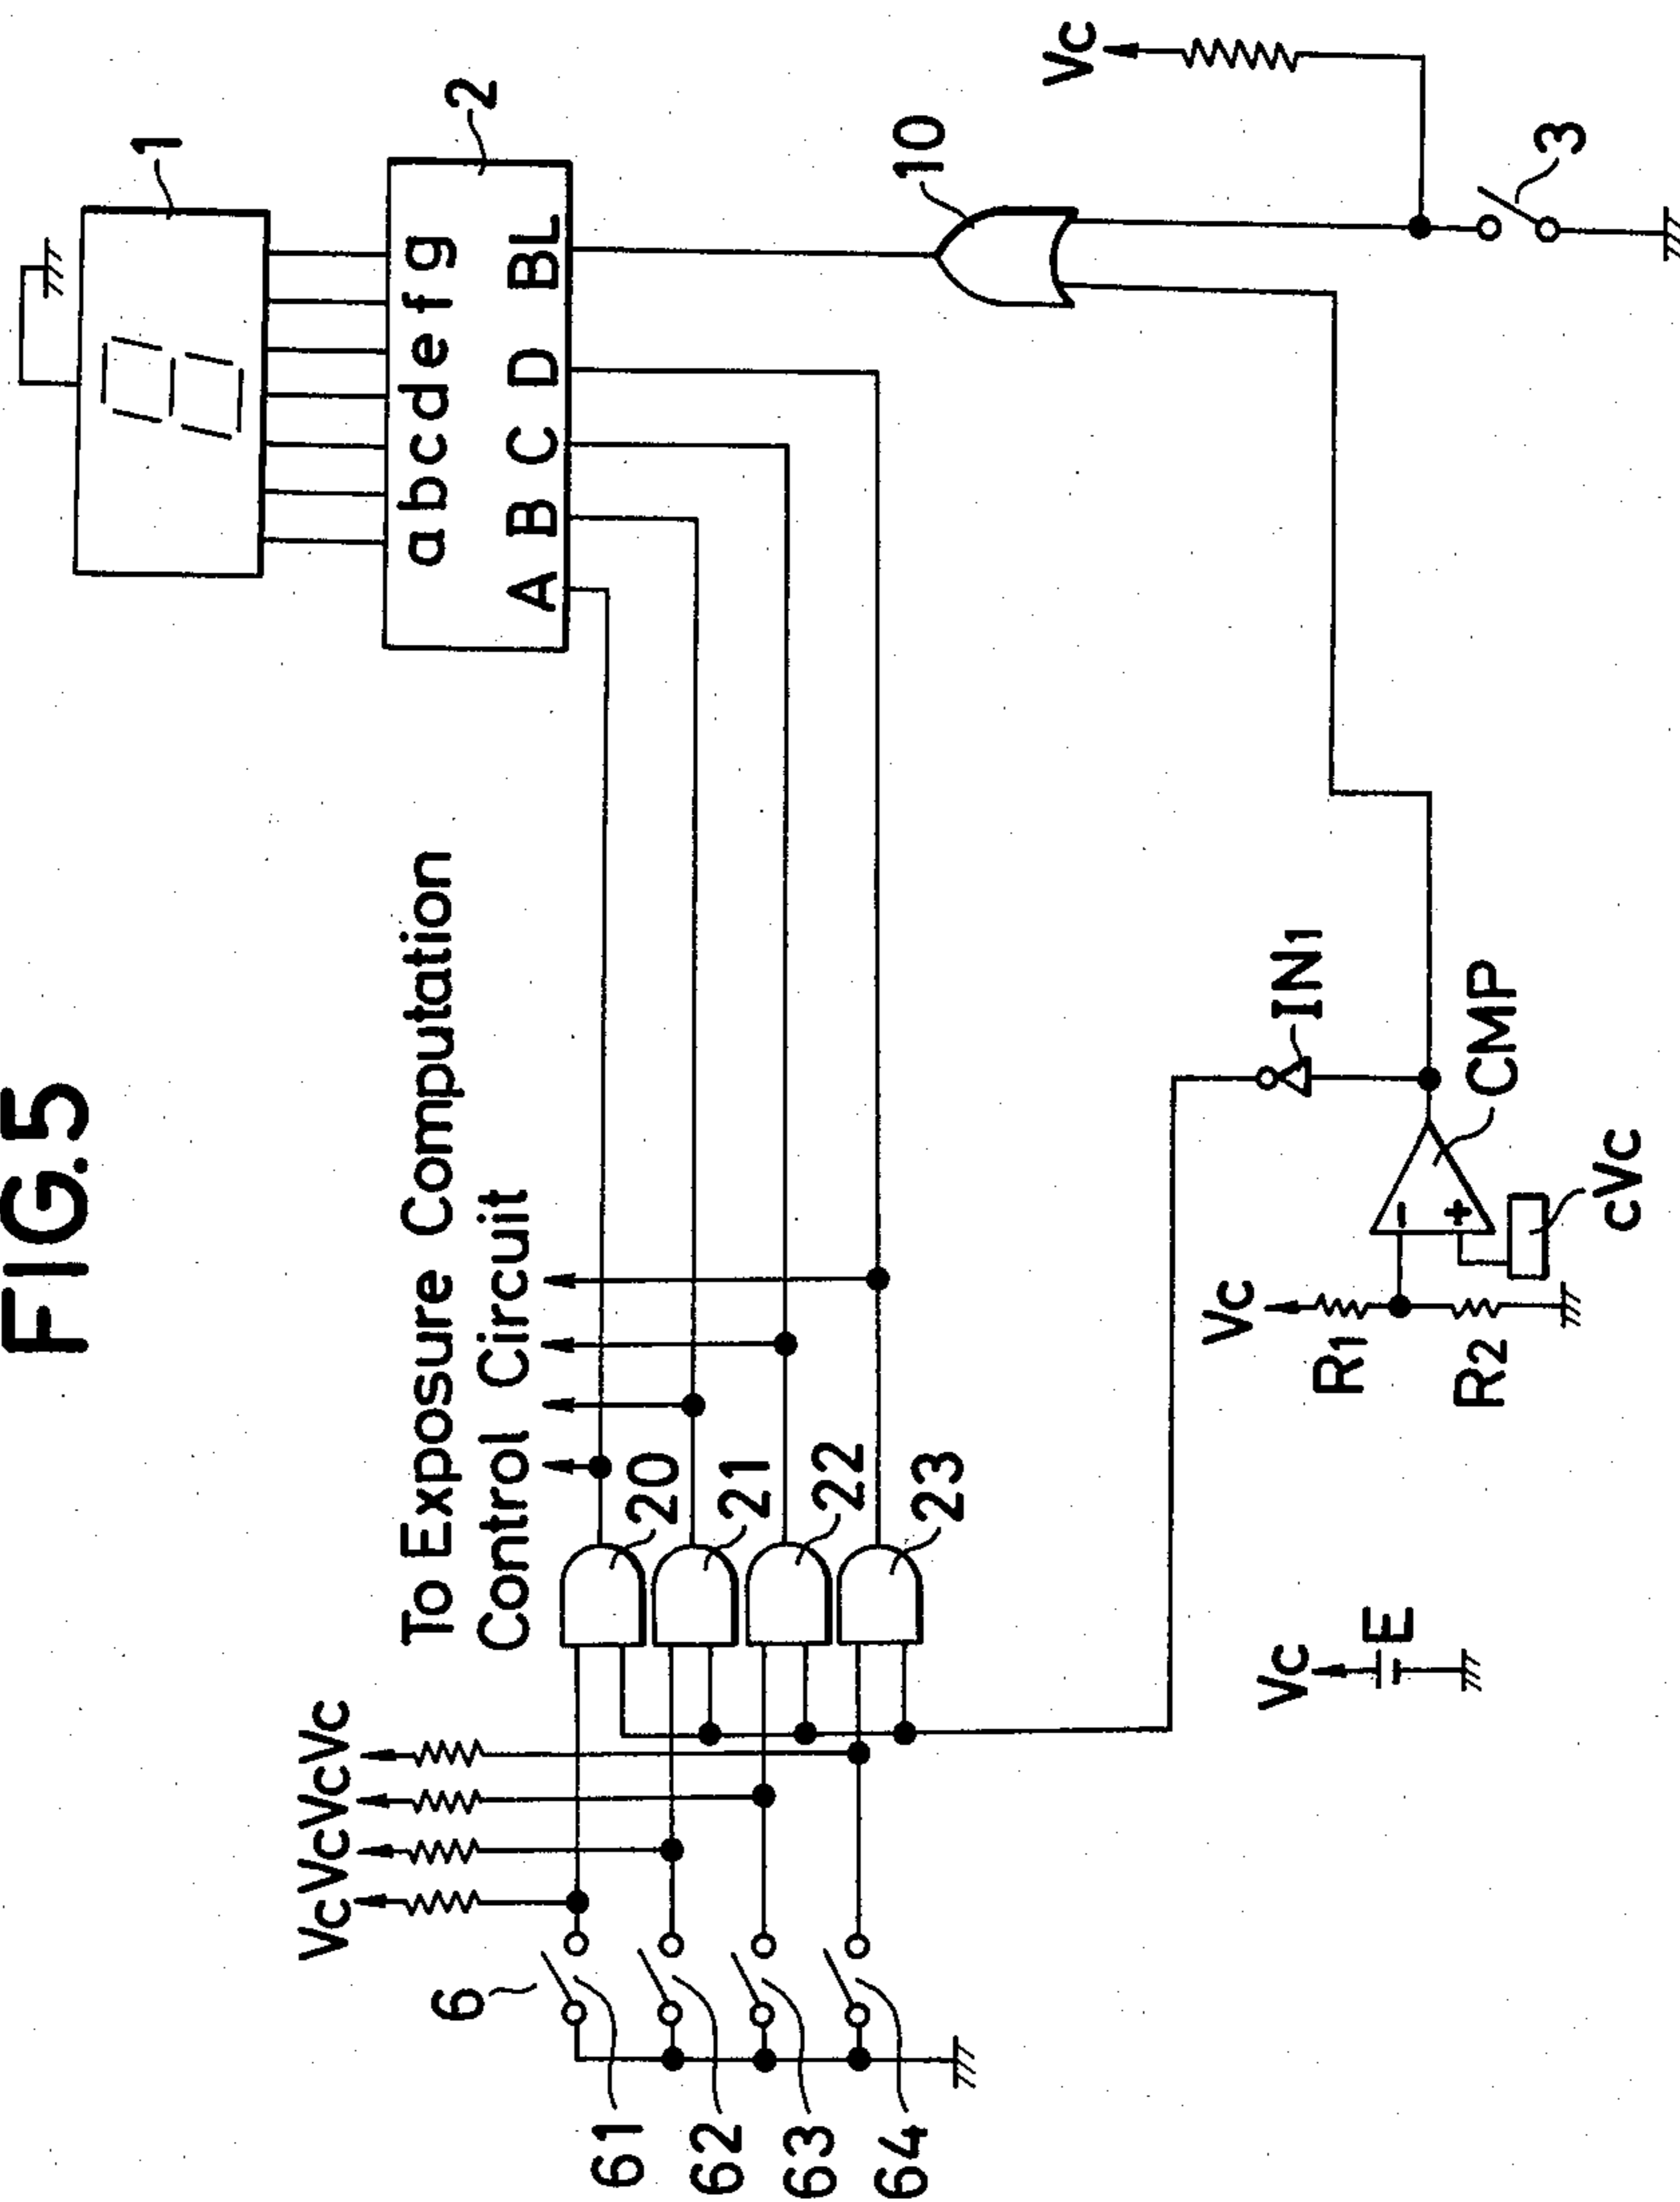 FIG.5
To Exposure Computation
Control Circuit
1
2
a b c d e f g
A B C D BL
10
Vc
3
Vc Vc Vc Vc
6
61
62
63
64
20
21
22
23
IN1
CMP
Vc
R1
R2
cVc
Vc
E